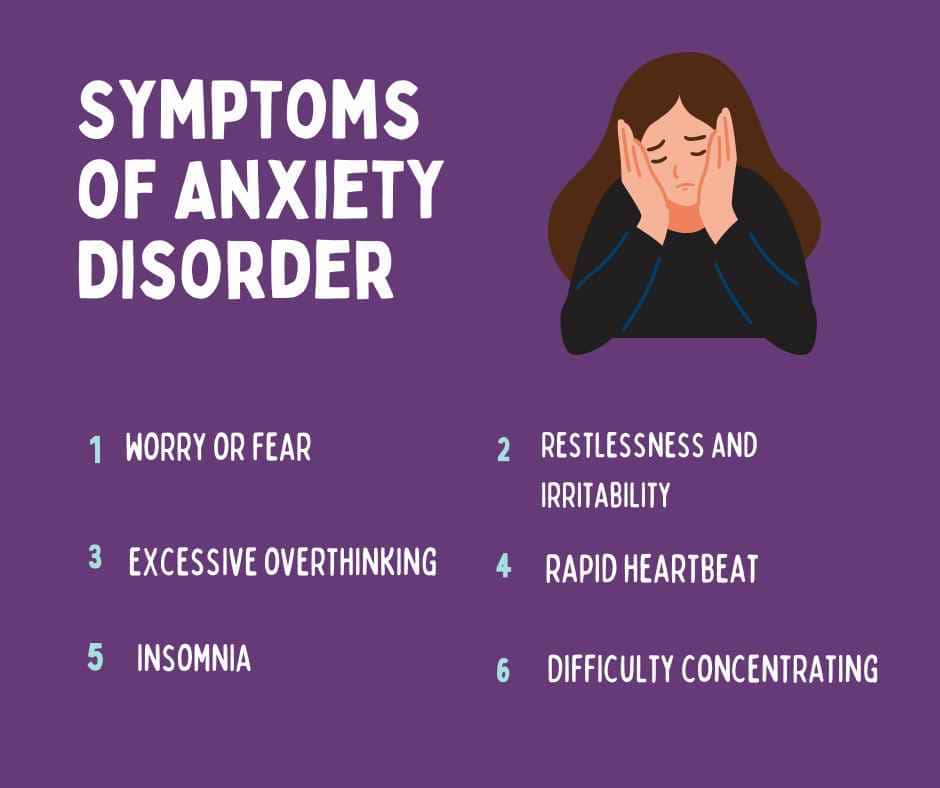 SYMPTOMS
OF ANXIETY
DISORDER
1 WORRY OR FEAR
2 RESTLESSNESS AND
IRRITABILITY
3 EXCESSIVE OVERTHINKING
4 RAPID HEARTBEAT
5 INSOMNIA
6 DIFFICULTY CONCENTRATING